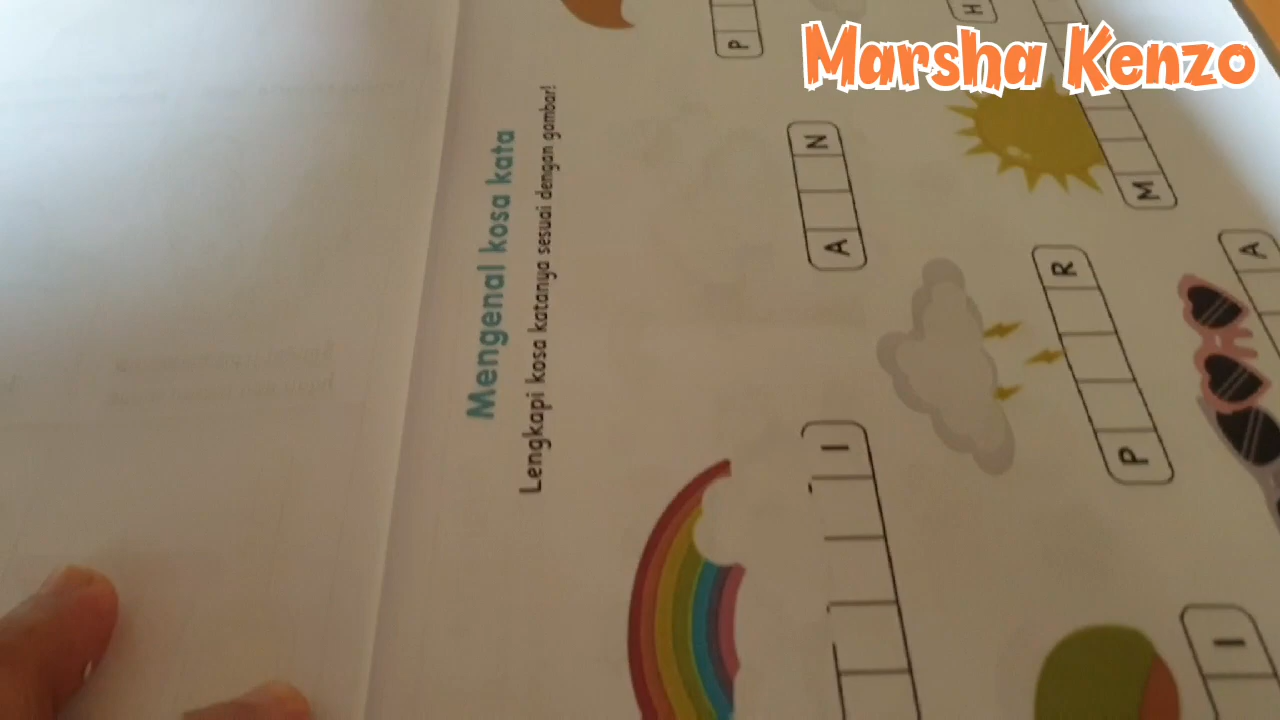 Marsha Kenzo
Mengenal kosa kata
Lengkapi kosa katanya sesuai dengan gambar!
P
H
A N
M
I
P R
A
I